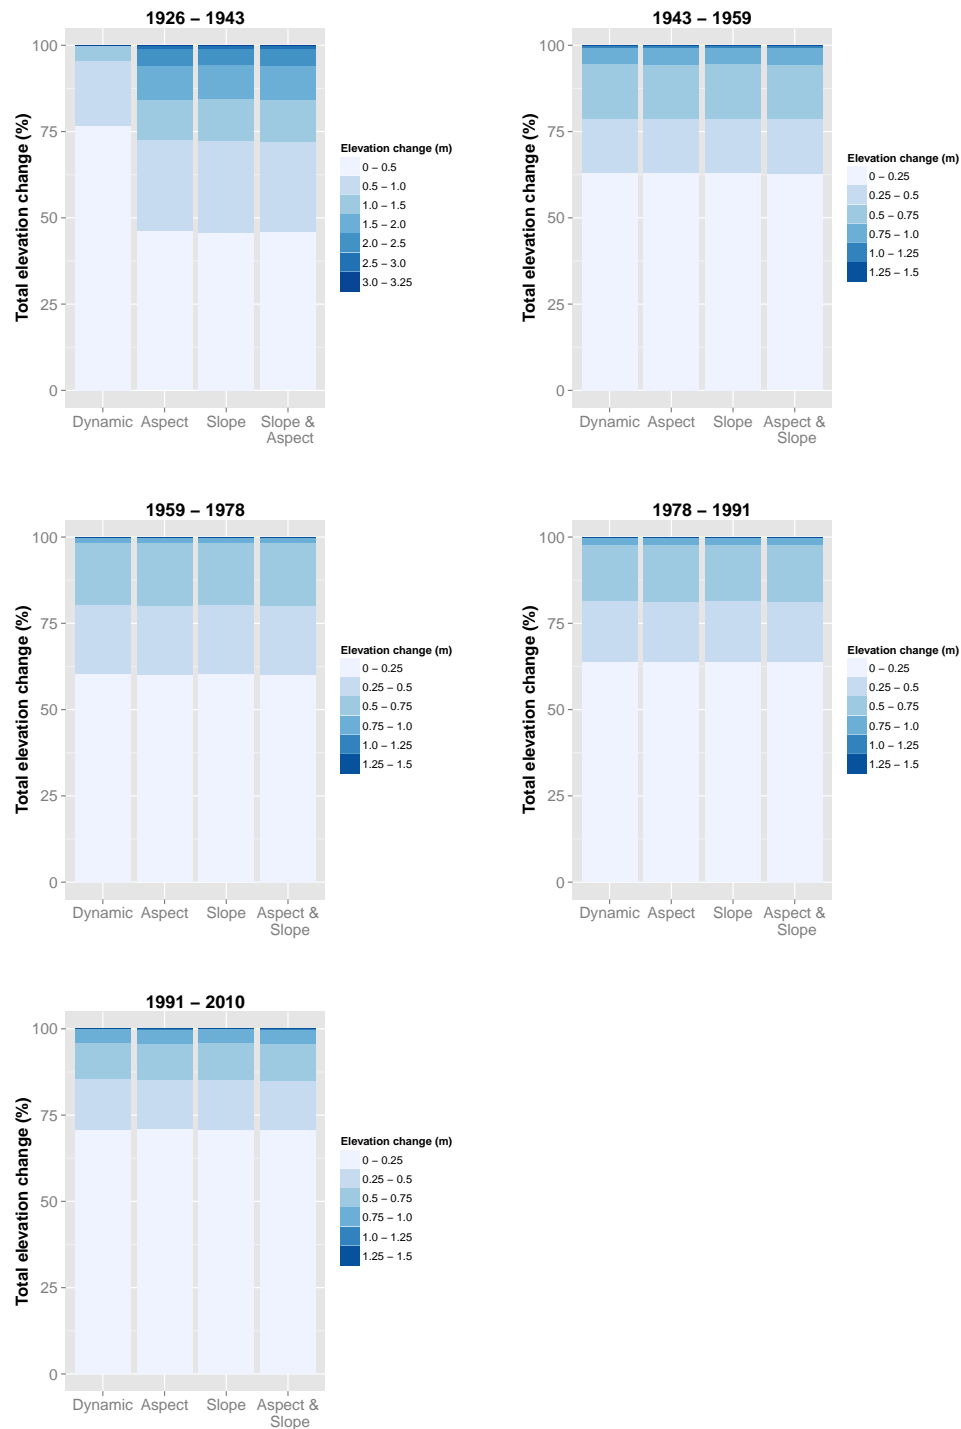 1926 – 1943
Total elevation change (%)
100
75
50
25
0
Dynamic Aspect Slope Slope &
Aspect
Elevation change (m)
0 – 0.5
0.5 – 1.0
1.0 – 1.5
1.5 – 2.0
2.0 – 2.5
2.5 – 3.0
3.0 – 3.25
1943 – 1959
Total elevation change (%)
100
75
50
25
0
Dynamic Aspect Slope Aspect &
Slope
Elevation change (m)
0 – 0.25
0.25 – 0.5
0.5 – 0.75
0.75 – 1.0
1.0 – 1.25
1.25 – 1.5
1959 – 1978
Total elevation change (%)
100
75
50
25
0
Dynamic Aspect Slope Aspect &
Slope
Elevation change (m)
0 – 0.25
0.25 – 0.5
0.5 – 0.75
0.75 – 1.0
1.0 – 1.25
1.25 – 1.5
1978 – 1991
Total elevation change (%)
100
75
50
25
0
Dynamic Aspect Slope Aspect &
Slope
Elevation change (m)
0 – 0.25
0.25 – 0.5
0.5 – 0.75
0.75 – 1.0
1.0 – 1.25
1.25 – 1.5
1991 – 2010
Total elevation change (%)
100
75
50
25
0
Dynamic Aspect Slope Aspect &
Slope
Elevation change (m)
0 – 0.25
0.25 – 0.5
0.5 – 0.75
0.75 – 1.0
1.0 – 1.25
1.25 – 1.5